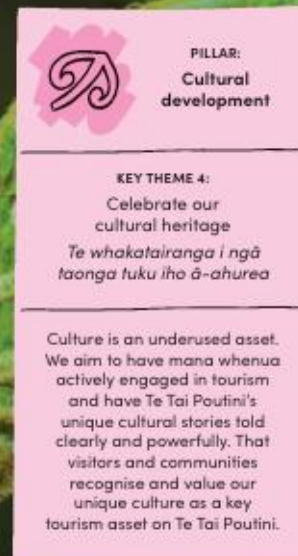 PILLAR:
Cultural
development
KEY THEME 4:
Celebrate our
cultural heritage
Te whakatairanga i ngā
taonga tuku iho ā-ahurea
Culture is an underused asset.
We aim to have mana whenua
actively engaged in tourism
and have Te Tai Poutini's
unique cultural stories told
clearly and powerfully. That
visitors and communities
recognise and value our
unique culture as a key
tourism asset on Te Tai Poutini.